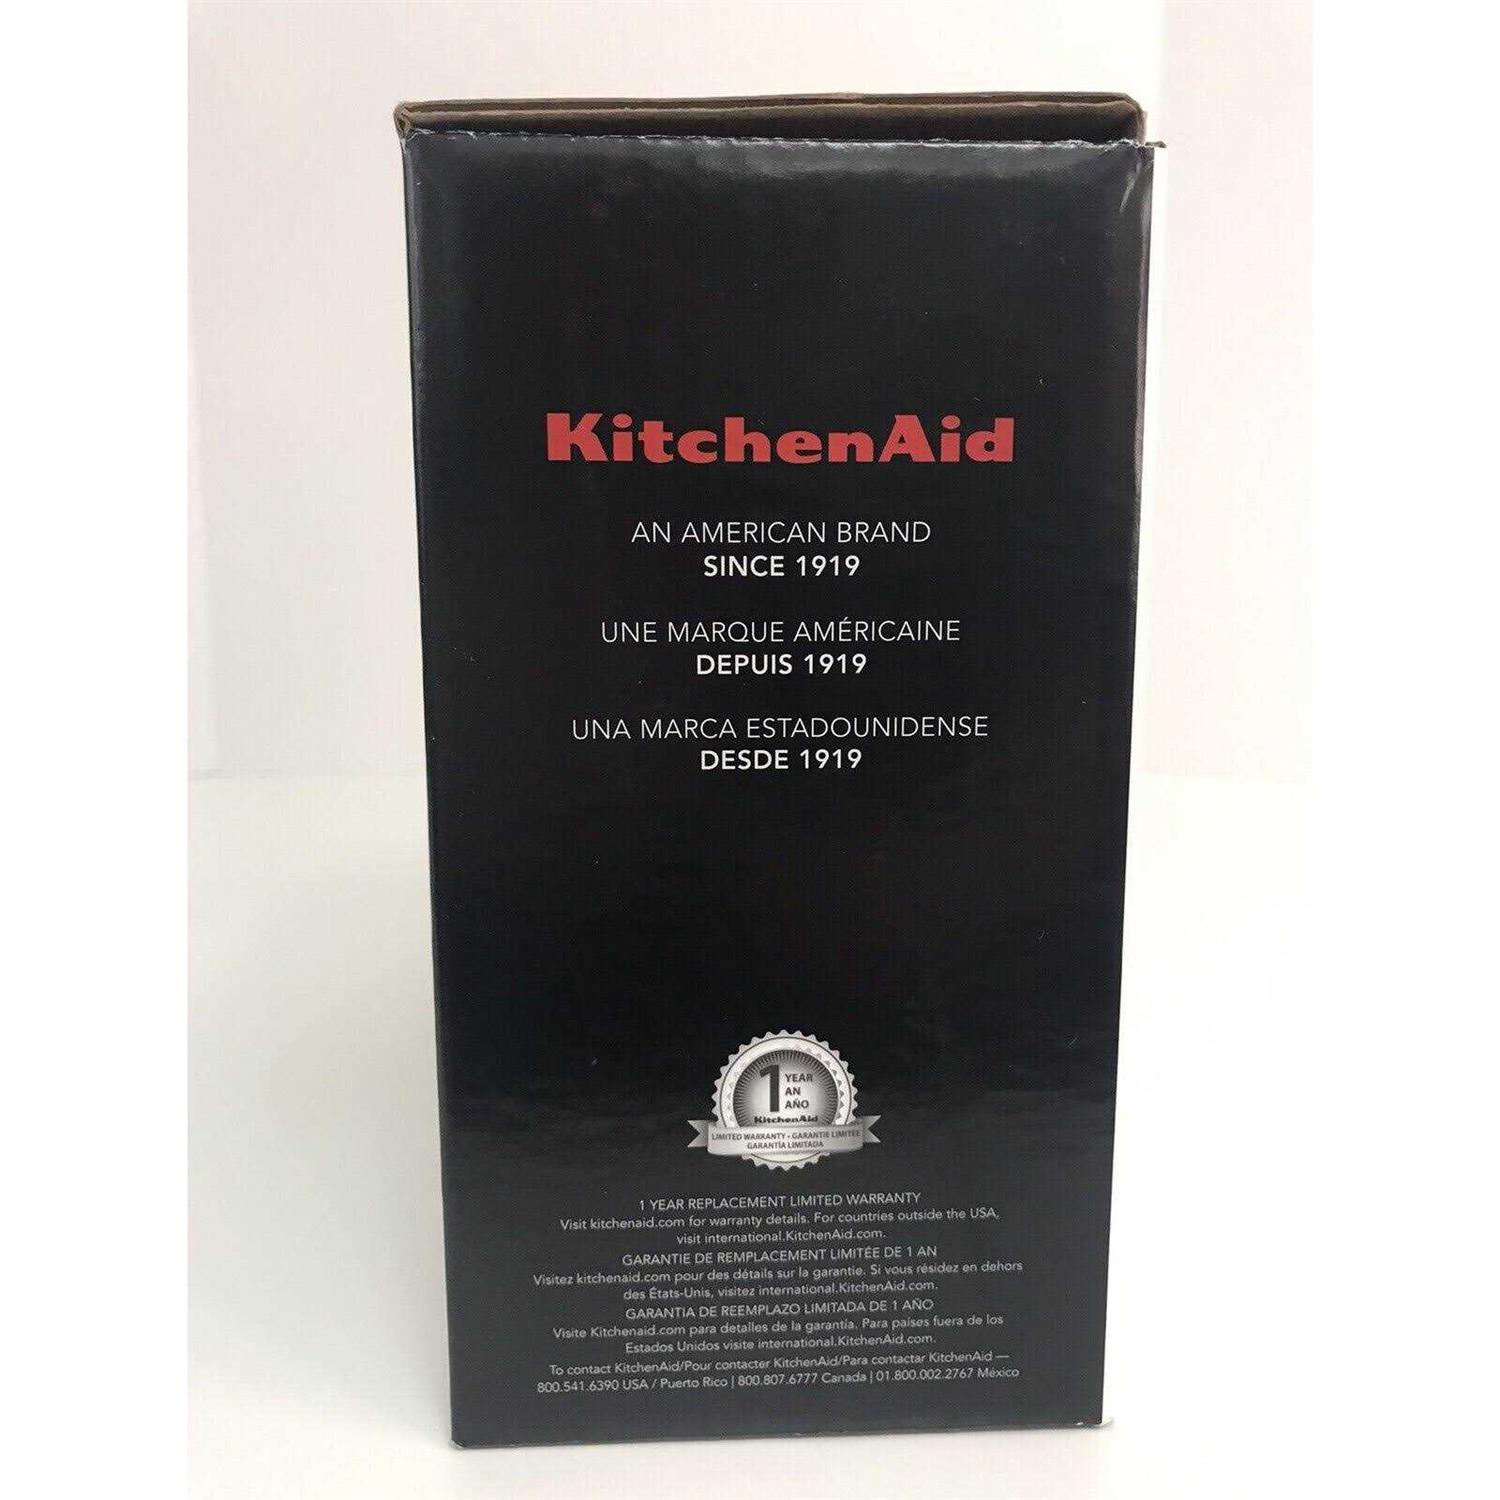 KitchenAid
AN AMERICAN BRAND
SINCE 1919
UNE MARQUE AMÉRICAINE
DEPUIS 1919
UNA MARCA ESTADOUNIDENSE
DESDE 1919
1 YEAR
AN
AÑO
KitchenAid
LIMITED WARRANTY • GARANTIE LIMITÉE
GARANTÍA LIMITADA
1 YEAR REPLACEMENT LIMITED WARRANTY
Visit kitchenaid.com for warranty details. For countries outside the USA,
visit international.KitchenAid.com.
GARANTIE DE REMPLACEMENT LIMITÉE DE 1 AN
Visitez kitchenaid.com pour des détails sur la garantie. Si vous résidez en dehors
des États-Unis, visitez international.KitchenAid.com.
GARANTIA DE REEMPLAZO LIMITADA DE 1 AÑO
Visite Kitchenaid.com para detalles de la garantía. Para países fuera de los
Estados Unidos visite international.KitchenAid.com.
To contact KitchenAid/Pour contacter KitchenAid/Para contactar KitchenAid —
800.541.6390 USA / Puerto Rico | 800.807.6777 Canada | 01.800.002.2767 México